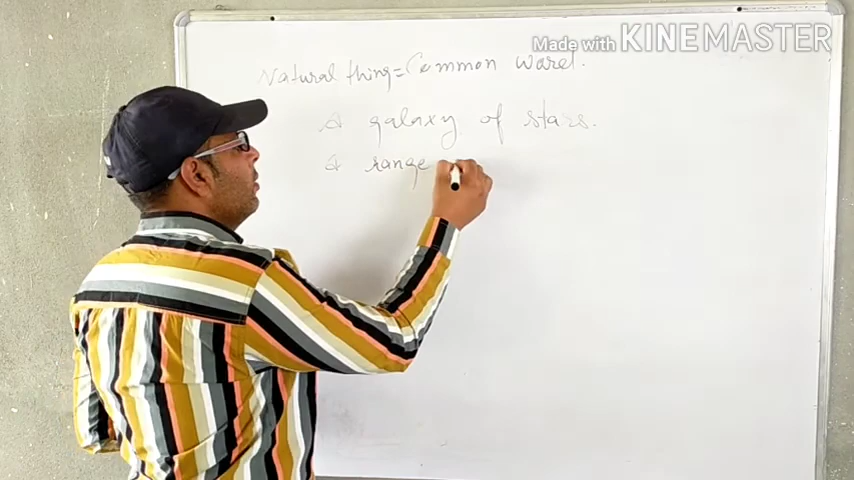 Made with KINEMASTER
Natural thing = Common word.
A galaxy of stars.
A range